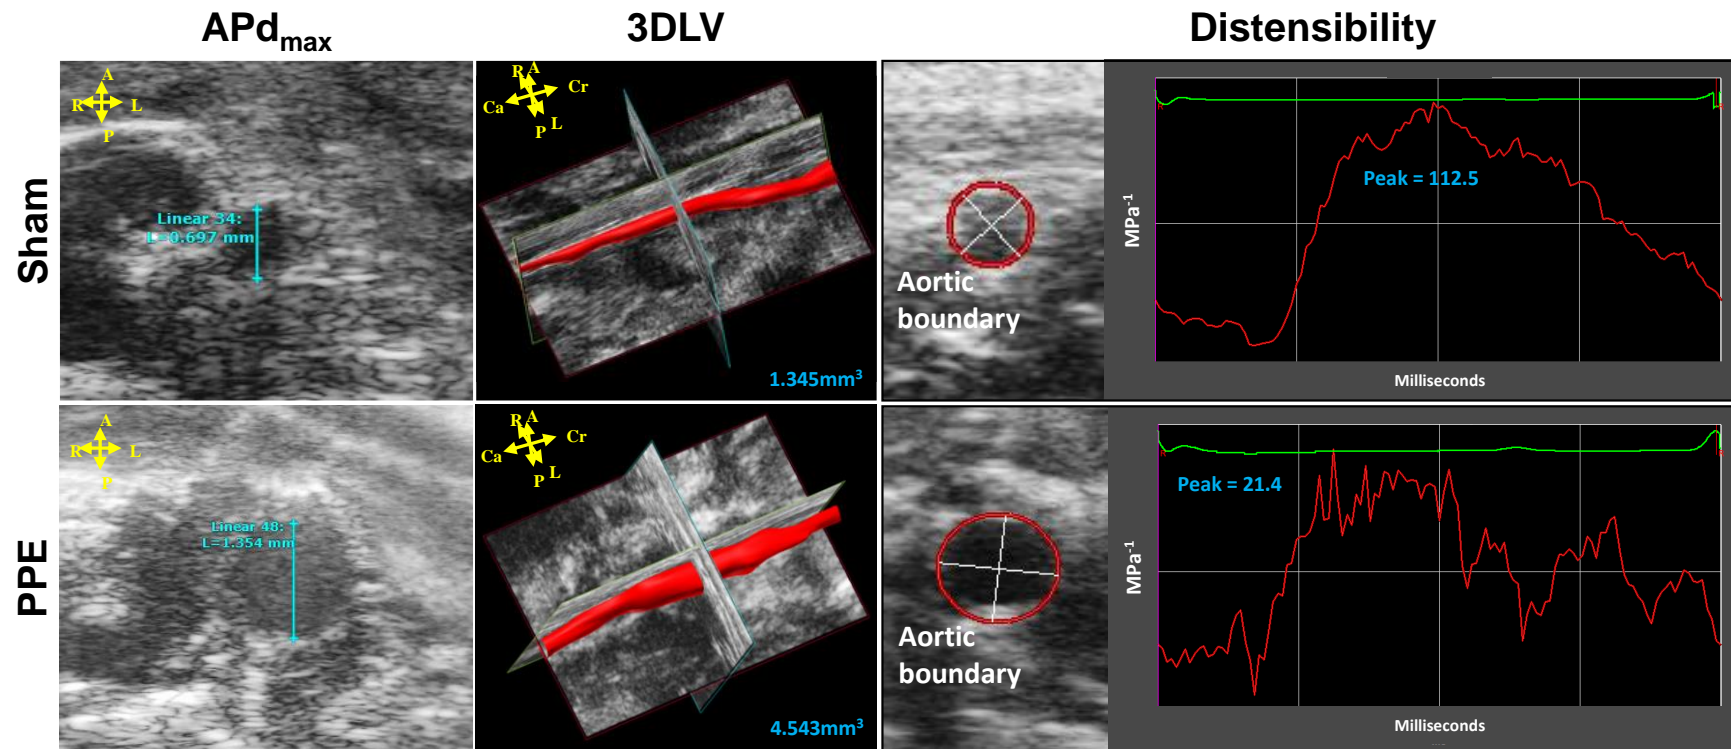 APdmax
3DLV
Distensibility
Sham
A
R L
P
Linear 34:
L=0.697 mm
R A
Cr
Ca
P L
1.345mm³
Aortic
boundary
MPa⁻¹
Peak = 112.5
Milliseconds
PPE
A
R L
P
Linear 48:
L=1.354 mm
R A
Cr
Ca
P L
4.543mm³
Aortic
boundary
MPa⁻¹
Peak = 21.4
Milliseconds